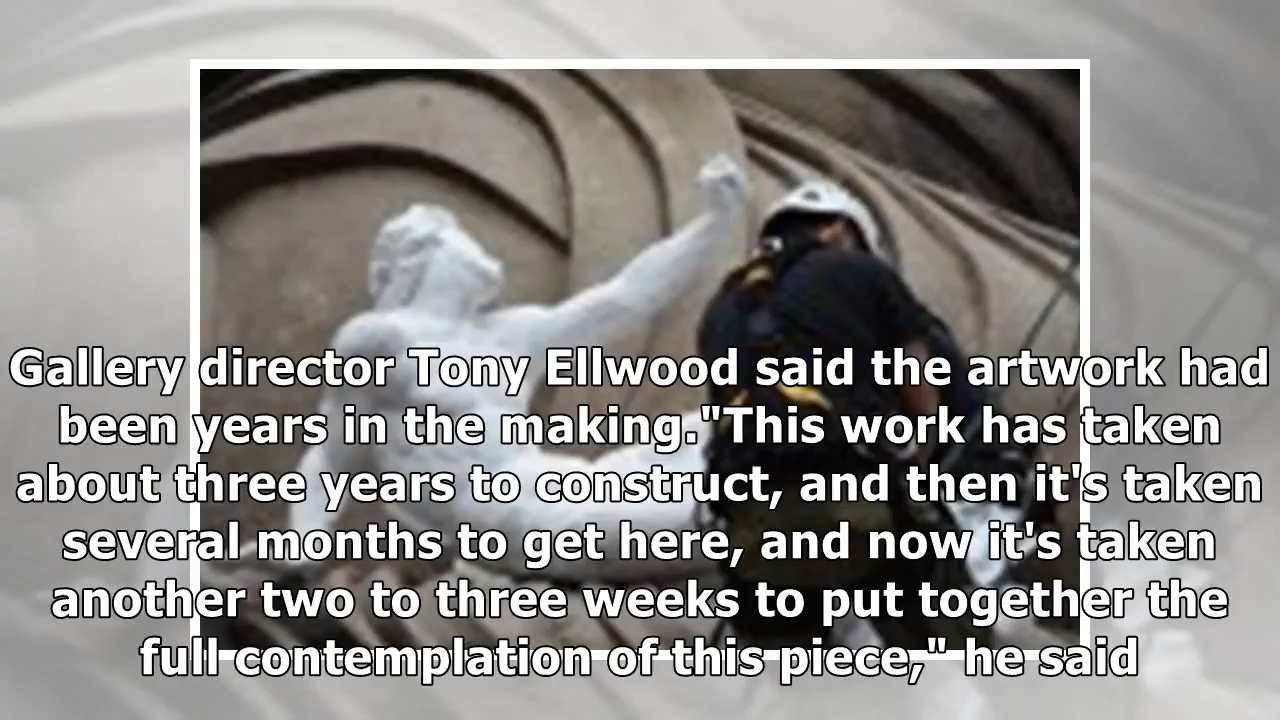 Gallery director Tony Ellwood said the artwork had
been years in the making."This work has taken
about three years to construct, and then it's taken
several months to get here, and now it's taken
another two to three weeks to put together the
full contemplation of this piece," he said